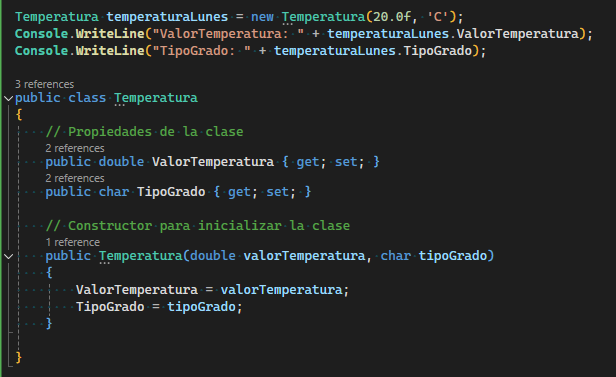 Temperatura temperaturaLunes = new Temperatura(20.0f, 'C');
Console.WriteLine("ValorTemperatura: " + temperaturaLunes.ValorTemperatura);
Console.WriteLine("TipoGrado: " + temperaturaLunes.TipoGrado);
3 references
public class Temperatura
{
// Propiedades de la clase
2 references
public double ValorTemperatura { get; set; }
2 references
public char TipoGrado { get; set; }
// Constructor para inicializar la clase
1 reference
public Temperatura(double valorTemperatura, char tipoGrado)
{
ValorTemperatura = valorTemperatura;
TipoGrado = tipoGrado;
}
}